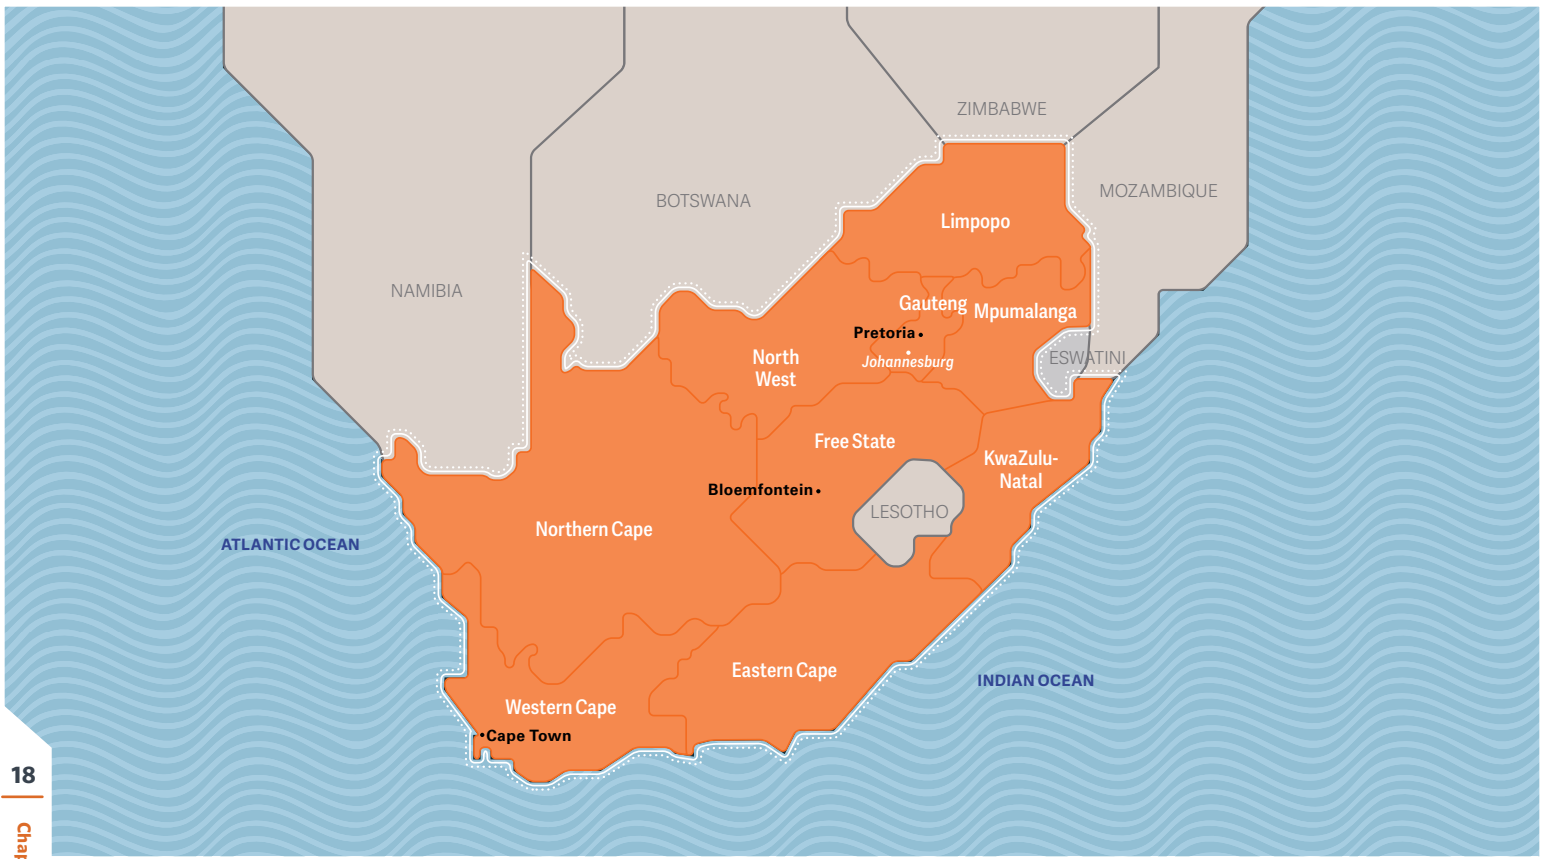 ZIMBABWE
MOZAMBIQUE
BOTSWANA
Limpopo
NAMIBIA
Gauteng
Mpumalanga
Pretoria
Johannesburg
North
West
ESWATINI
Free State
KwaZulu-
Natal
Bloemfontein
LESOTHO
Northern Cape
ATLANTIC OCEAN
Eastern Cape
INDIAN OCEAN
Western Cape
Cape Town
18